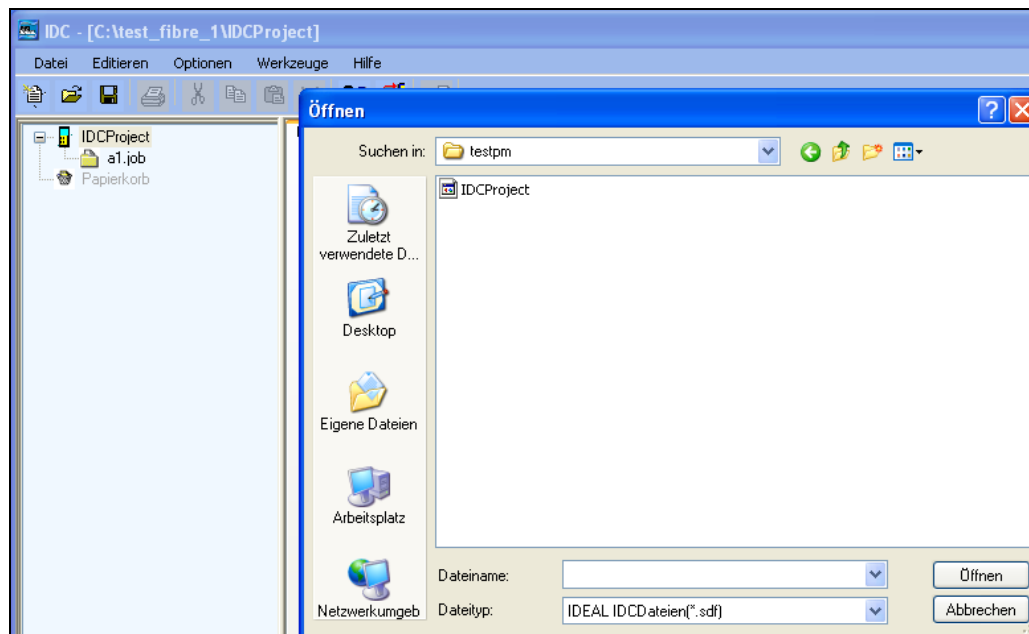 IDC - [C:\test_fibre_1\IDCProject]
Datei Editieren Optionen Werkzeuge Hilfe
Öffnen
IDCProject
a1.job
Papierkorb
Suchen in: testpm
IDCProject
Zuletzt
verwendete D...
Desktop
Eigene Dateien
Arbeitsplatz
Netzwerkumgeb
Dateiname:
Öffnen
Dateityp: IDEAL IDCDateien(*.sdf)
Abbrechen